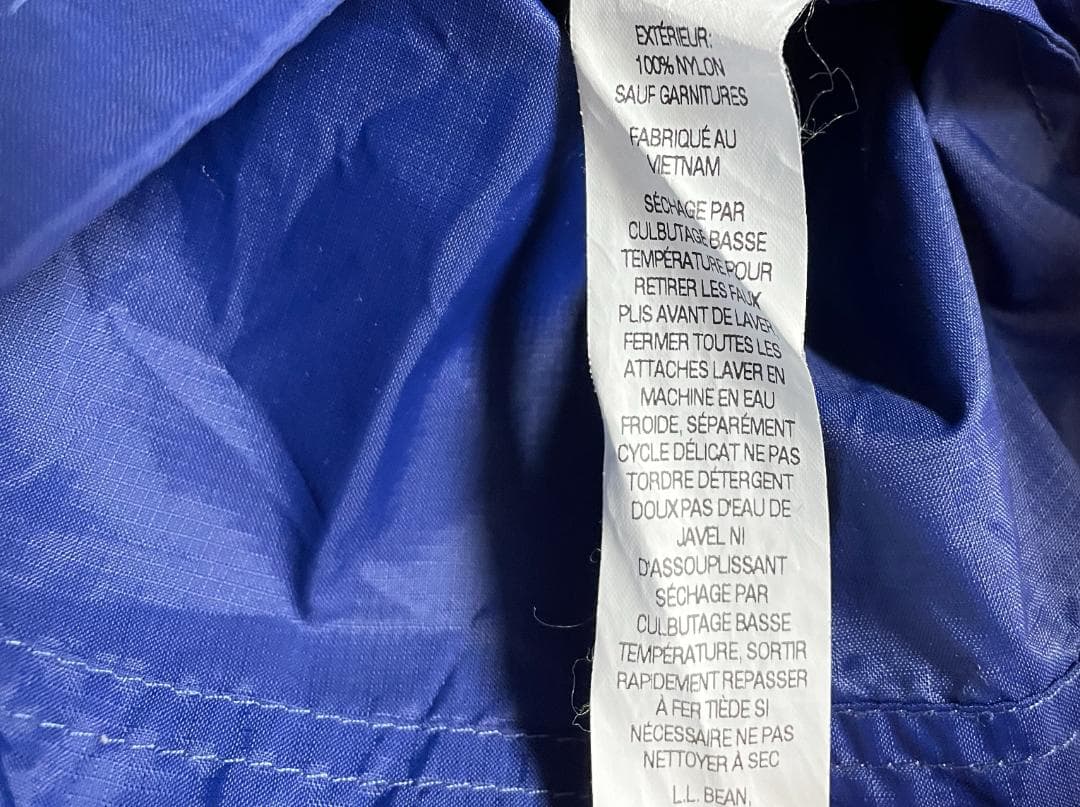 EXTÉRIEUR:
100% NYLON
SAUF GARNITURES
FABRIQUÉ AU
VIETNAM
SÉCHAGE PAR
CULBUTAGE BASSE
TEMPÉRATURE POUR
RETIRER LES FAUX
PLIS AVANT DE LAVER
FERMER TOUTES LES
ATTACHES LAVER EN
MACHINE EN EAU
FROIDE, SÉPARÉMENT
CYCLE DÉLICAT NE PAS
TORDRE DÉTERGENT
DOUX PAS D'EAU DE
JAVEL NI
D'ASSOUPLISSANT
SÉCHAGE PAR
CULBUTAGE BASSE
TEMPÉRATURE, SORTIR
RAPIDEMENT REPASSER
À FER TIÈDE SI
NÉCESSAIRE NE PAS
NETTOYER À SEC
L.L. BEAN,